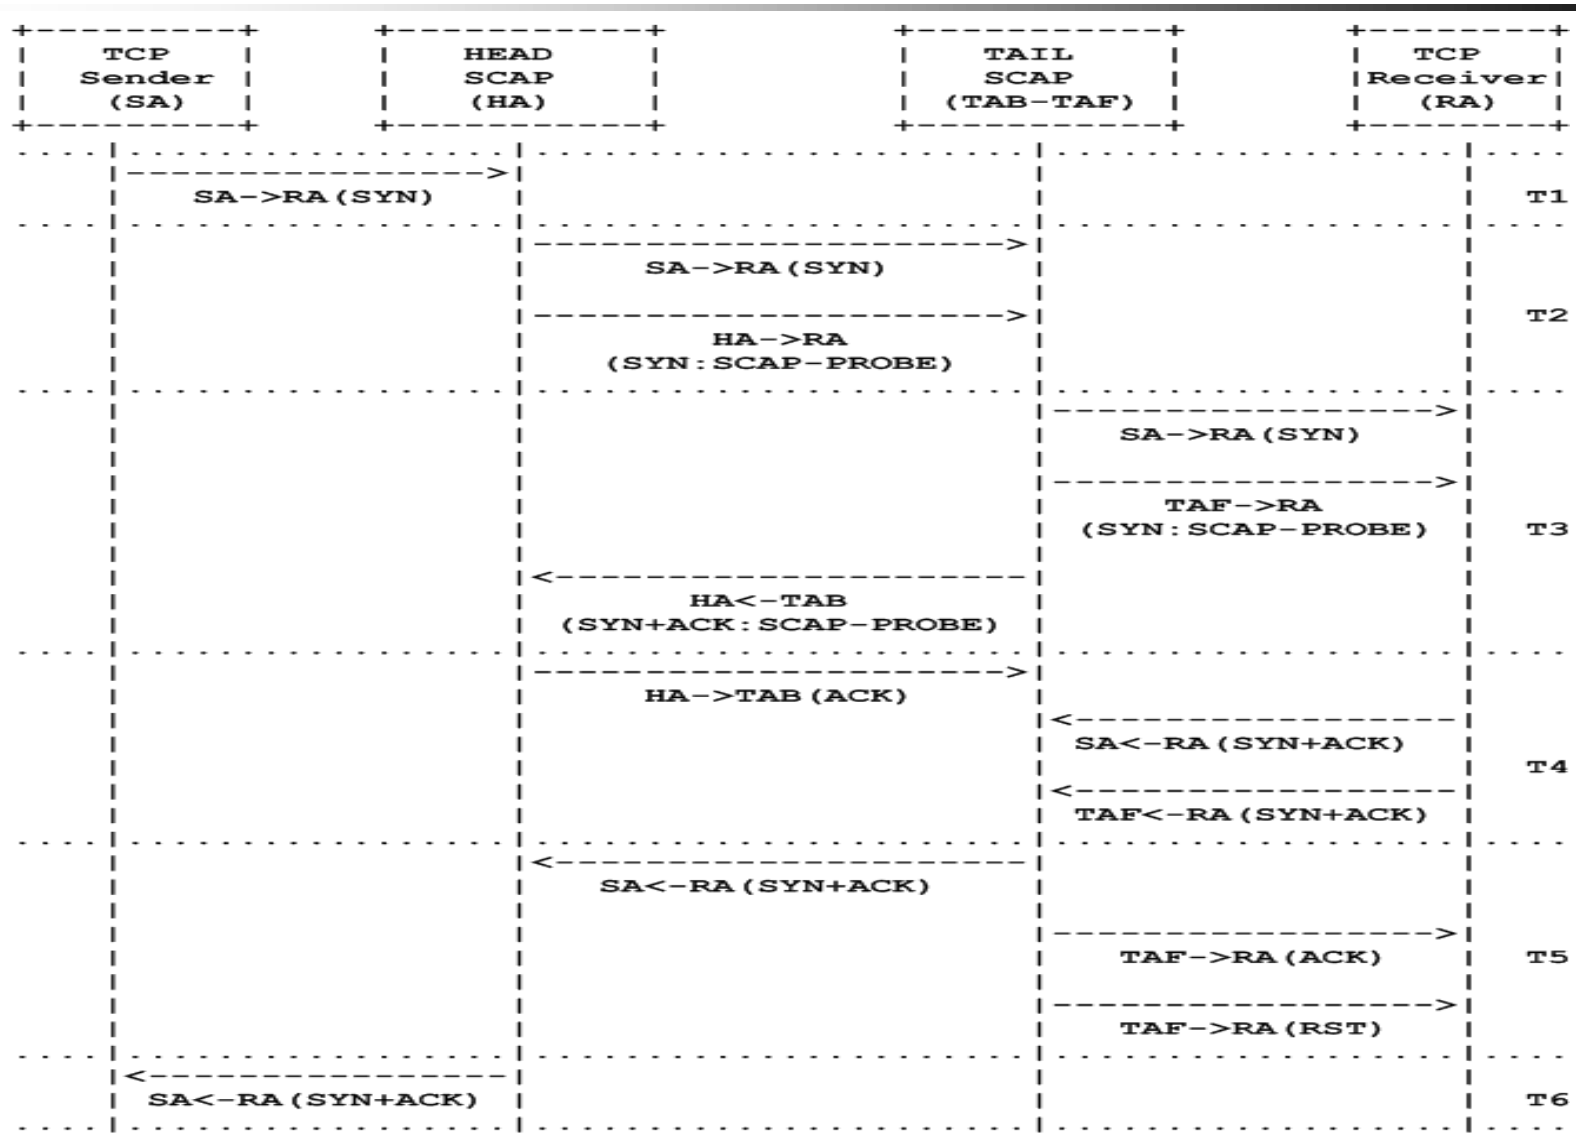 TCP Sender (SA)
HEAD SCAP (HA)
TAIL SCAP (TAB-TAF)
TCP Receiver (RA)
SA->RA(SYN)
T1
SA->RA(SYN)
HA->RA
(SYN:SCAP-PROBE)
T2
SA->RA(SYN)
TAF->RA
(SYN:SCAP-PROBE)
T3
HA<-TAB
(SYN+ACK:SCAP-PROBE)
HA->TAB(ACK)
SA<-RA(SYN+ACK)
T4
TAF<-RA(SYN+ACK)
SA<-RA(SYN+ACK)
TAF->RA(ACK)
T5
TAF->RA(RST)
SA<-RA(SYN+ACK)
T6